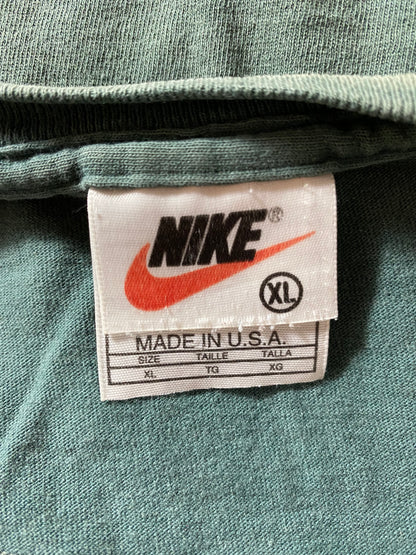 NIKE®
XL
MADE IN U.S.A.
SIZE TAILLE TALLA
XL TG XG